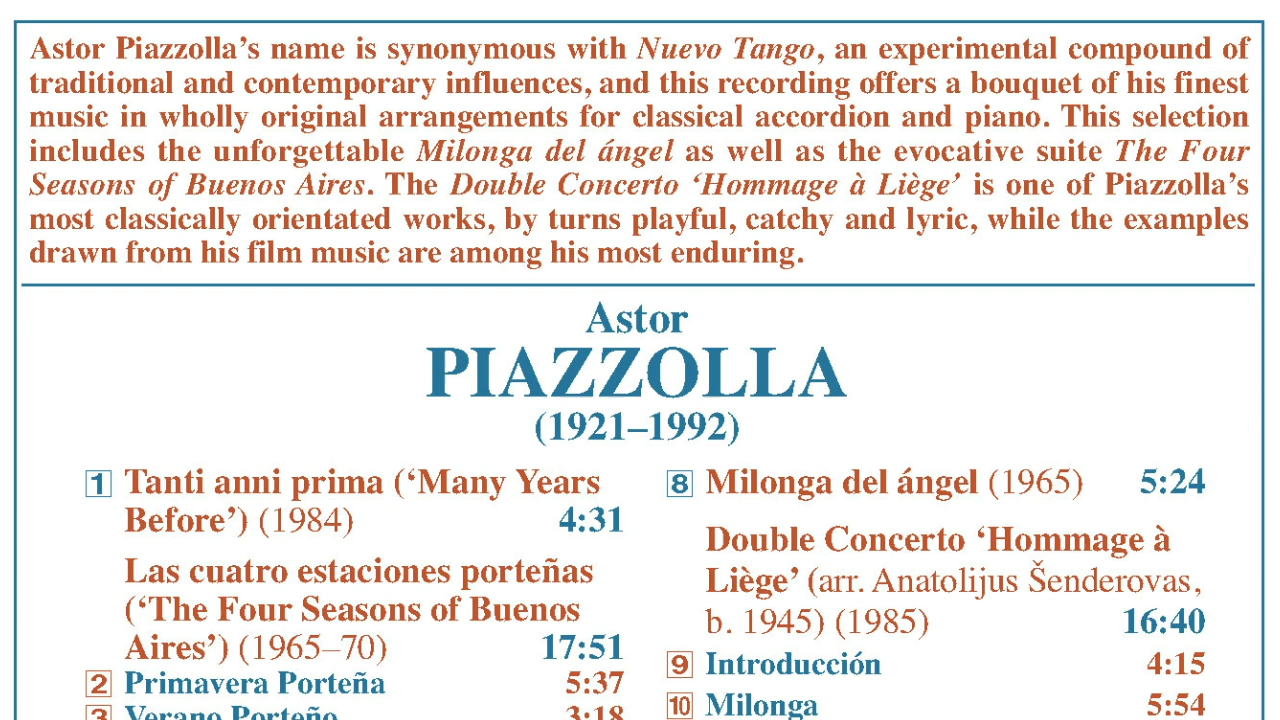 Astor Piazzolla’s name is synonymous with Nuevo Tango, an experimental compound of
traditional and contemporary influences, and this recording offers a bouquet of his finest
music in wholly original arrangements for classical accordion and piano. This selection
includes the unforgettable Milonga del ángel as well as the evocative suite The Four
Seasons of Buenos Aires. The Double Concerto ‘Hommage à Liège’ is one of Piazzolla’s
most classically orientated works, by turns playful, catchy and lyric, while the examples
drawn from his film music are among his most enduring.
Astor
PIAZZOLLA
(1921–1992)
1 Tanti anni prima (‘Many Years
Before’) (1984) 4:31
Las cuatro estaciones porteñas
(‘The Four Seasons of Buenos
Aires’) (1965–70) 17:51
2 Primavera Porteña 5:37
3 Verano Porteño 3:18
8 Milonga del ángel (1965) 5:24
Double Concerto ‘Hommage à
Liège’ (arr. Anatolijus Šenderovas,
b. 1945) (1985) 16:40
9 Introducción 4:15
10 Milonga 5:54